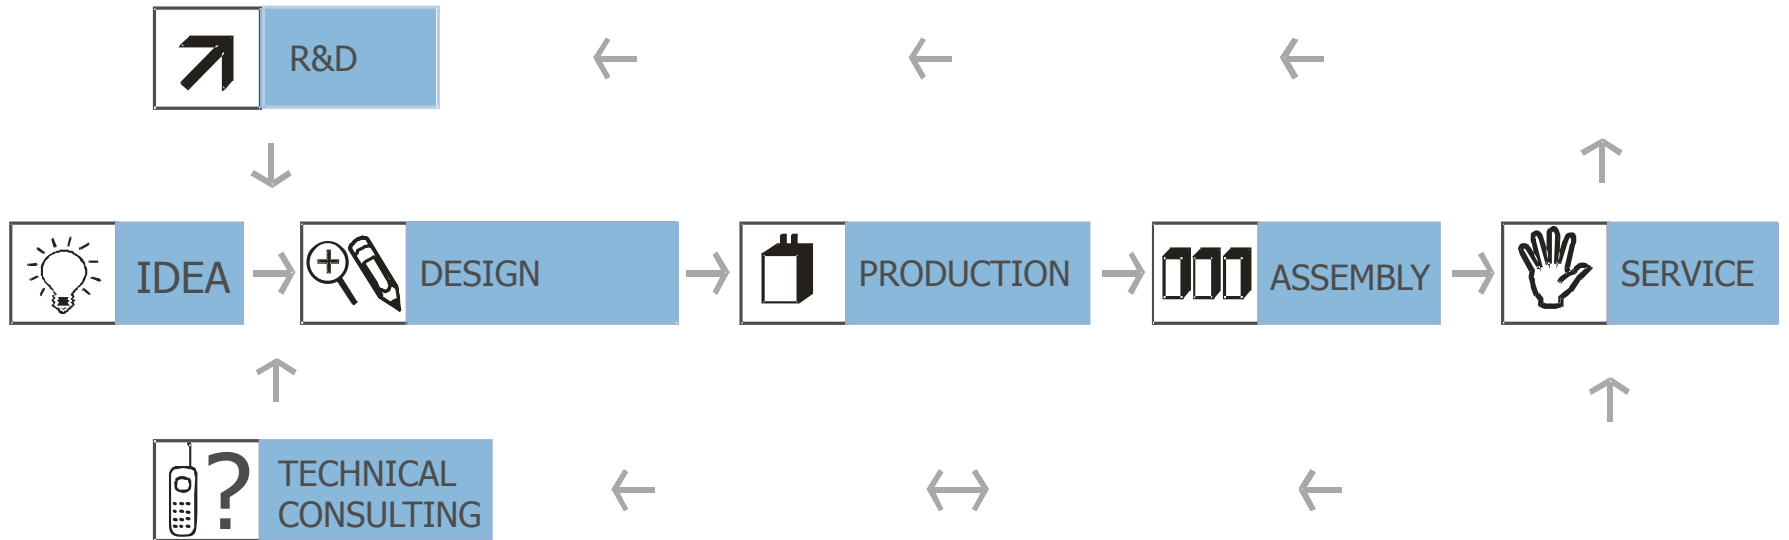 R&D
IDEA
DESIGN
PRODUCTION
ASSEMBLY
SERVICE
?
TECHNICAL
CONSULTING